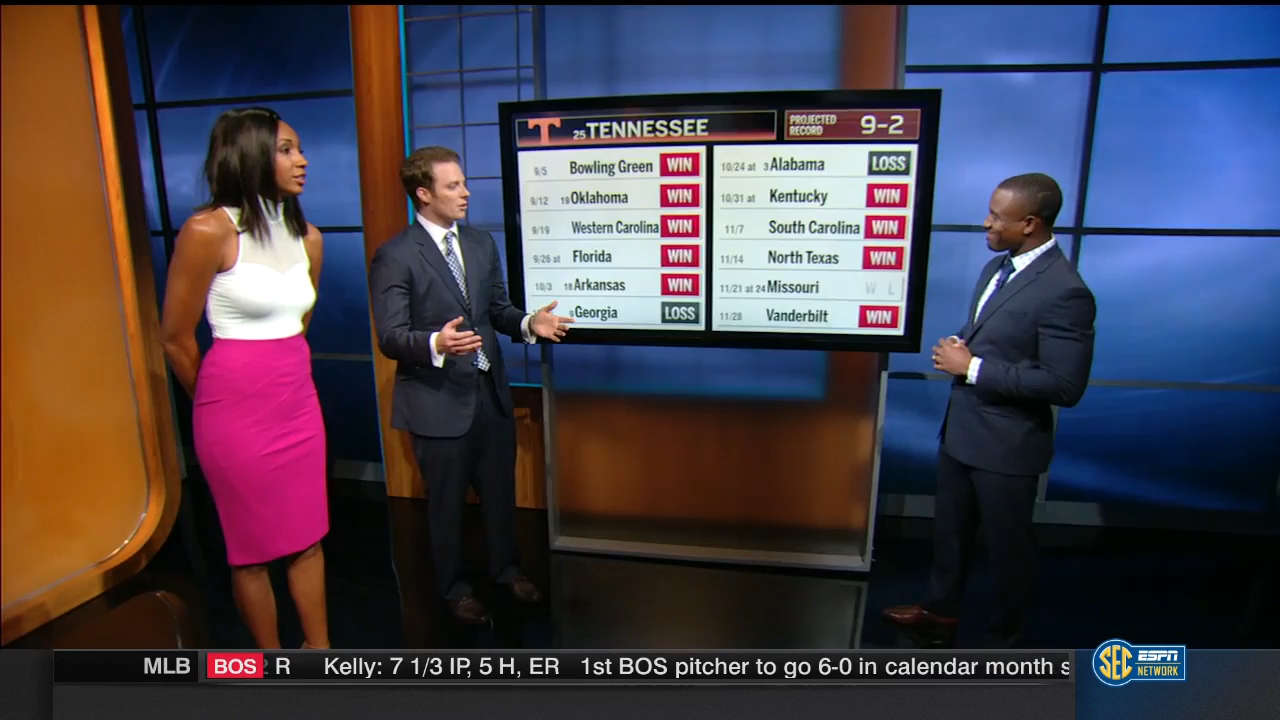 25 TENNESSEE
PROJECTED RECORD 9-2
9/5 Bowling Green WIN
9/12 19 Oklahoma WIN
9/19 Western Carolina WIN
9/26 at Florida WIN
10/3 18 Arkansas WIN
9 Georgia LOSS
10/24 at 3 Alabama LOSS
10/31 at Kentucky WIN
11/7 South Carolina WIN
11/14 North Texas WIN
11/21 at 24 Missouri W L
11/28 Vanderbilt WIN
MLB BOS R Kelly: 7 1/3 IP, 5 H, ER 1st BOS pitcher to go 6-0 in calendar month s
SEC ESPN NETWORK